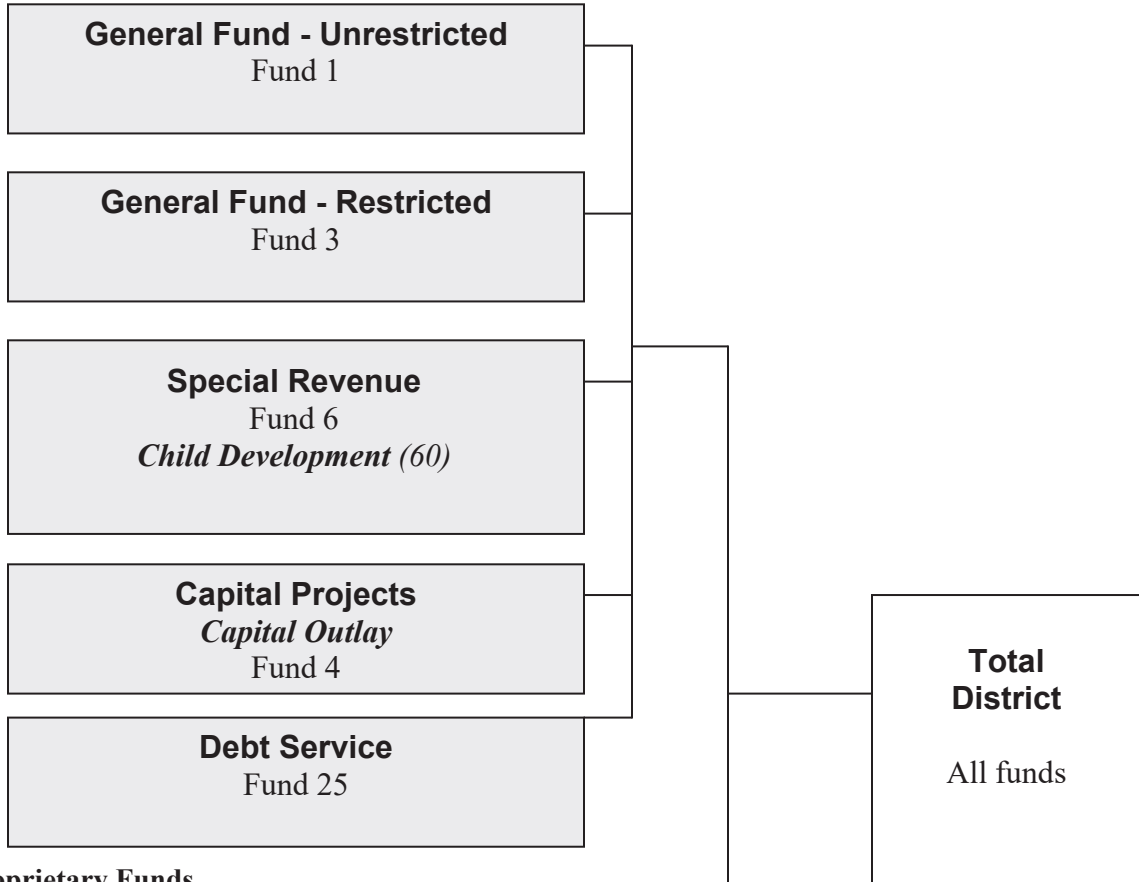 General Fund - Unrestricted
Fund 1
General Fund - Restricted
Fund 3
Special Revenue
Fund 6
Child Development (60)
Capital Projects
Capital Outlay
Fund 4
Debt Service
Fund 25
Total
District
All funds
Funds